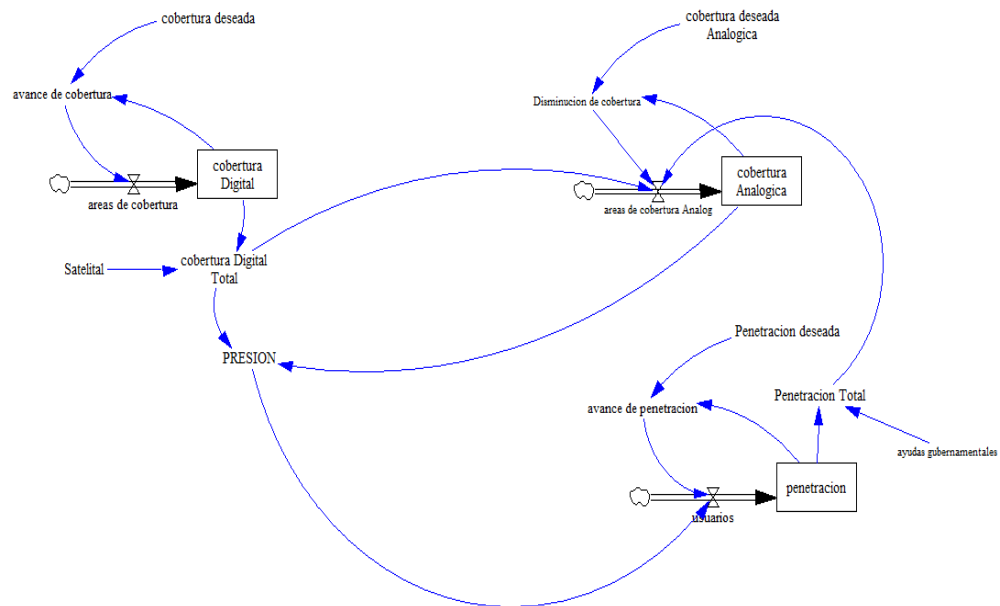 cobertura deseada
cobertura deseada
Analogica
avance de cobertura
Disminucion de cobertura
cobertura
Digital
cobertura
Analogica
areas de cobertura
areas de cobertura Analog
Satelital
cobertura Digital
Total
PRESION
Penetracion deseada
Penetracion Total
avance de penetracion
ayudas gubernamentales
penetracion
usuarios